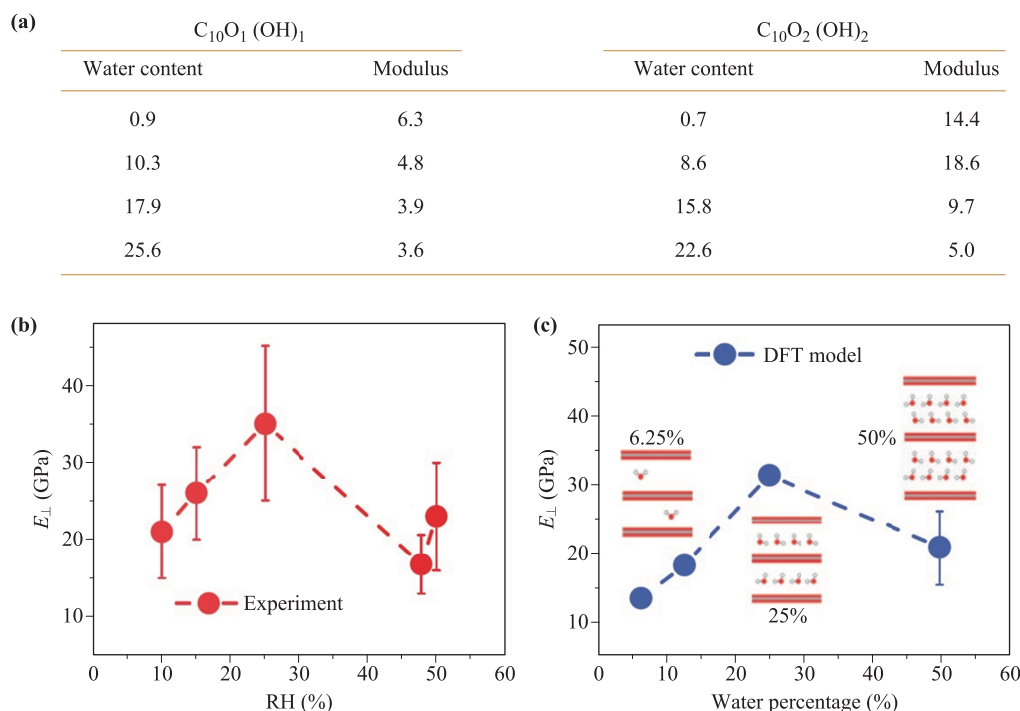 (a)
C10O1 (OH)1 C10O2 (OH)2
Water content Modulus Water content Modulus
0.9 6.3 0.7 14.4
10.3 4.8 8.6 18.6
17.9 3.9 15.8 9.7
25.6 3.6 22.6 5.0
(b)
40
30
20
10
E⊥ (GPa)
Experiment
0 10 20 30 40 50 60
RH (%)
(c)
50
40
30
20
10
E⊥ (GPa)
DFT model
6.25%
50%
25%
0 10 20 30 40 50 60
Water percentage (%)